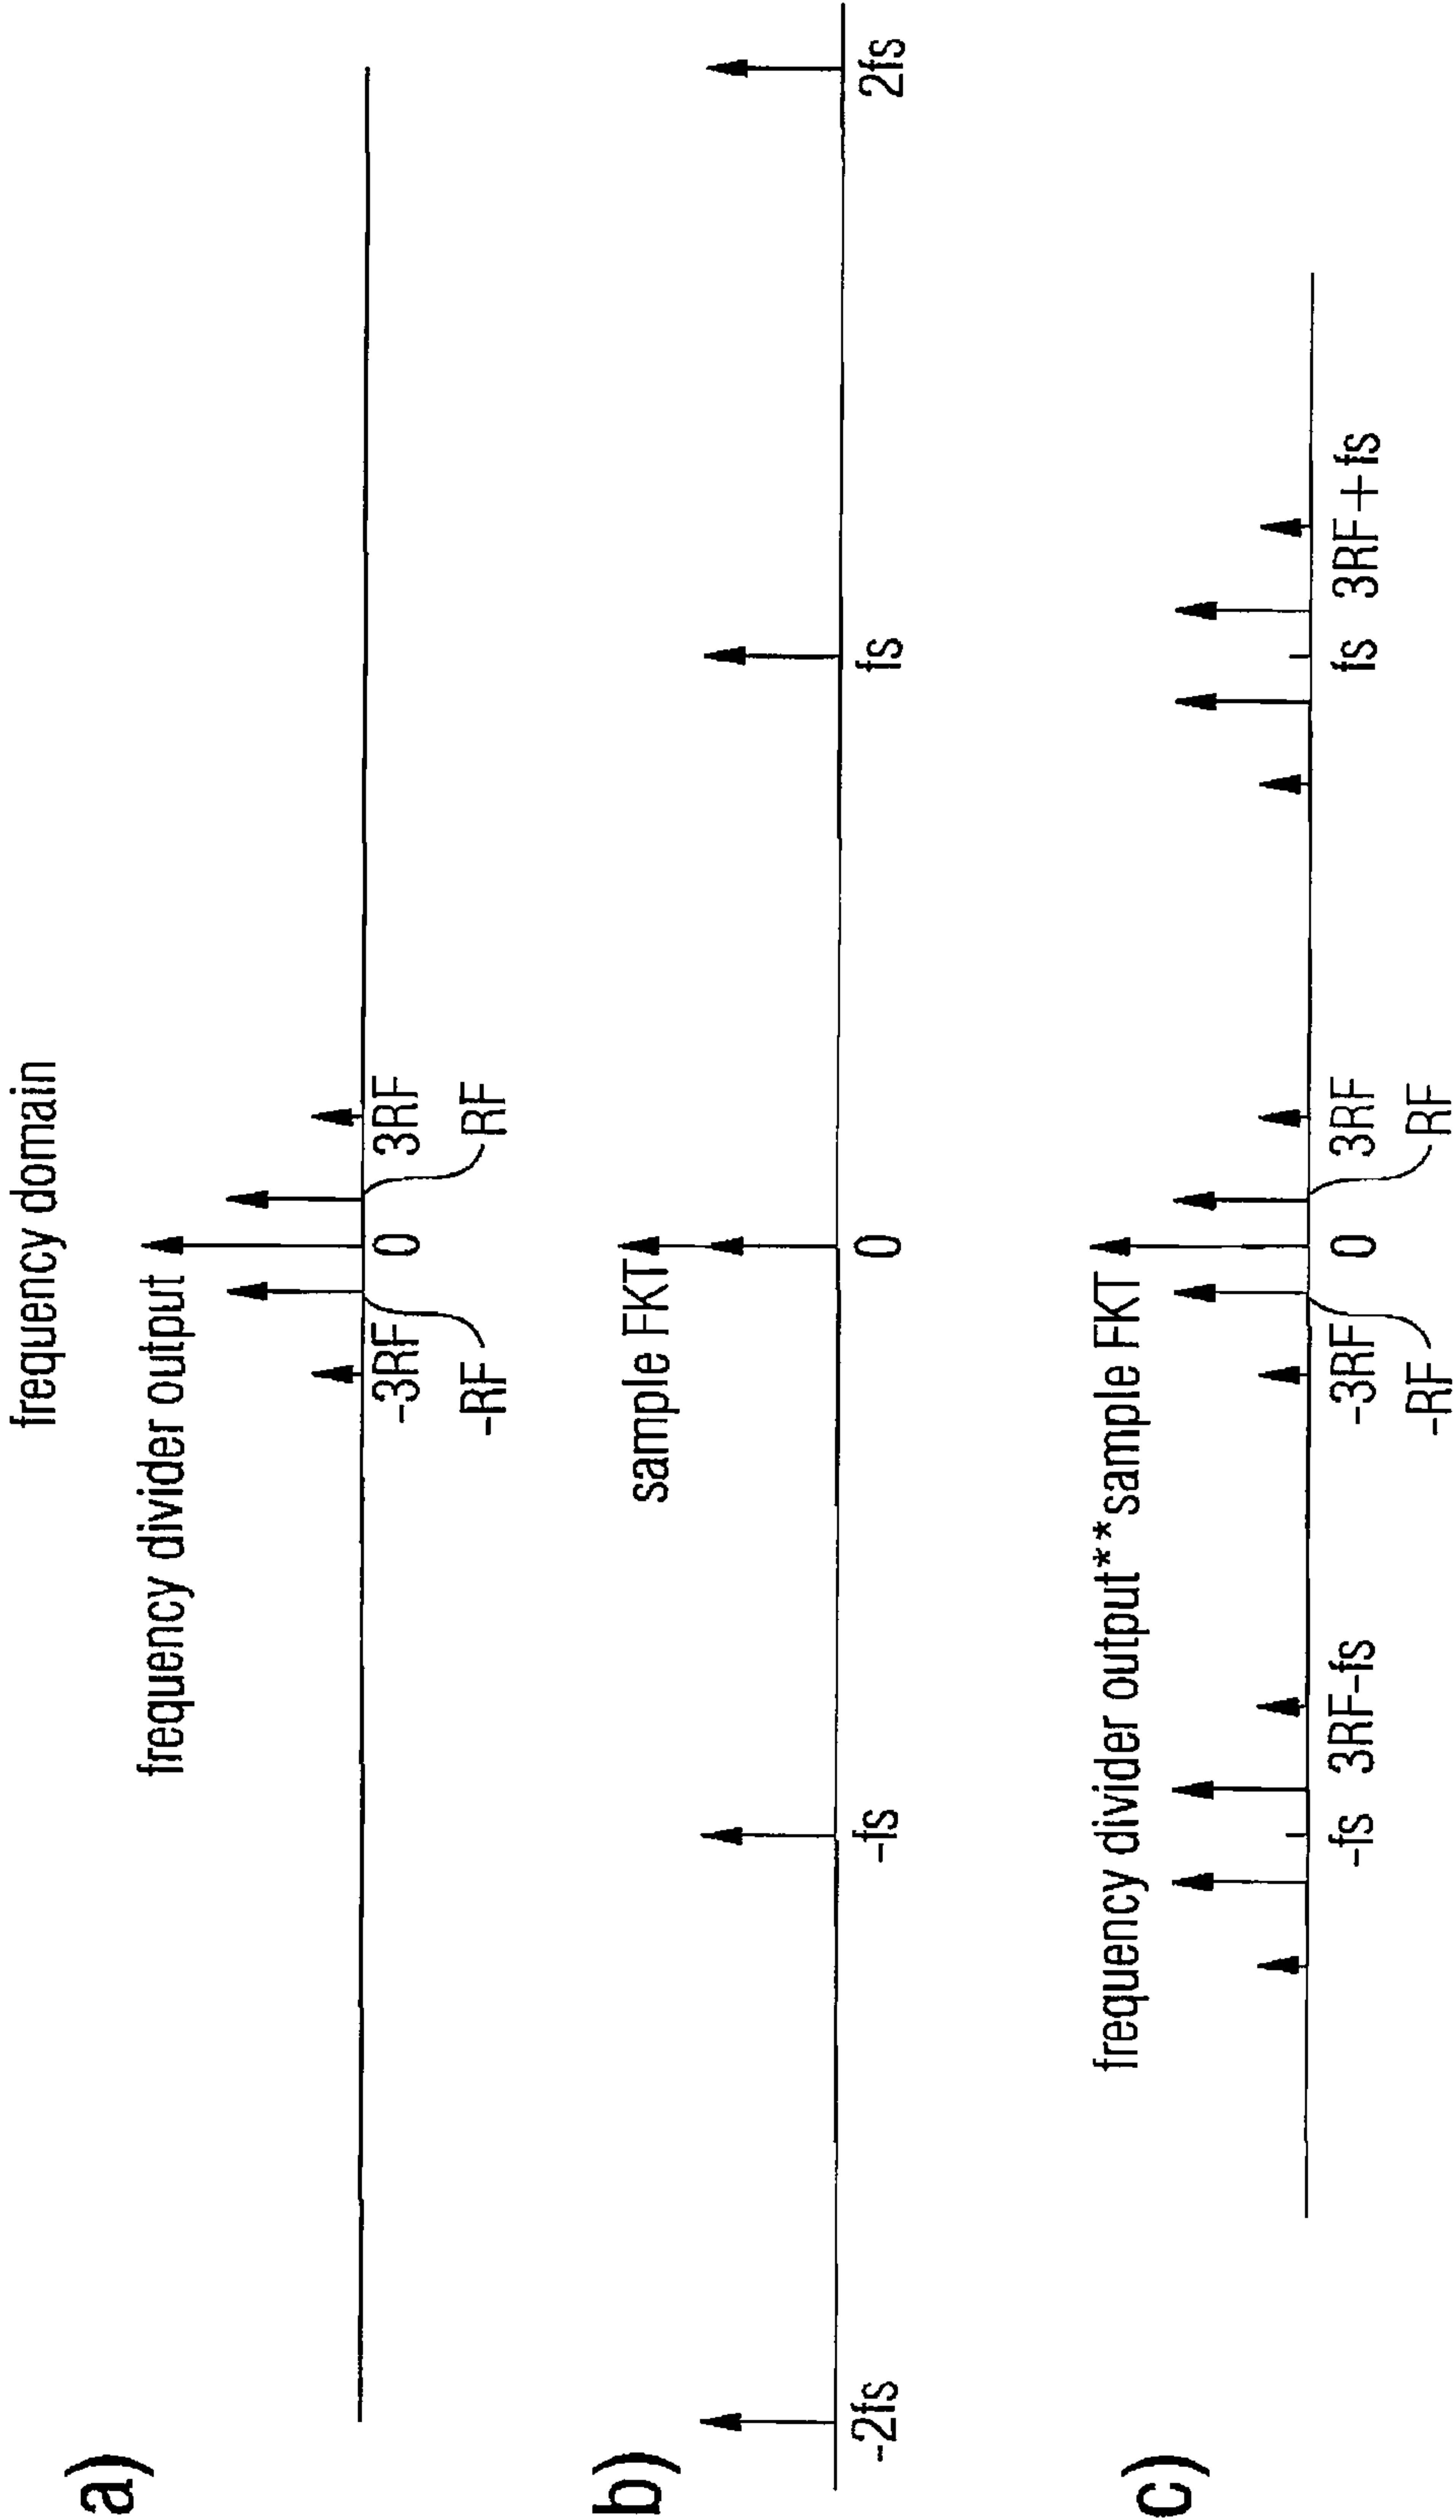 frequency domain
a)
frequency divider output
-3RF 0 3RF
-RF RF
b)
sample FKT
-2fs -fs 0 fs 2fs
c)
frequency divider output**sample FKT
-fs 3RF-fs -3RF 0 3RF fs 3RF+fs
-RF RF